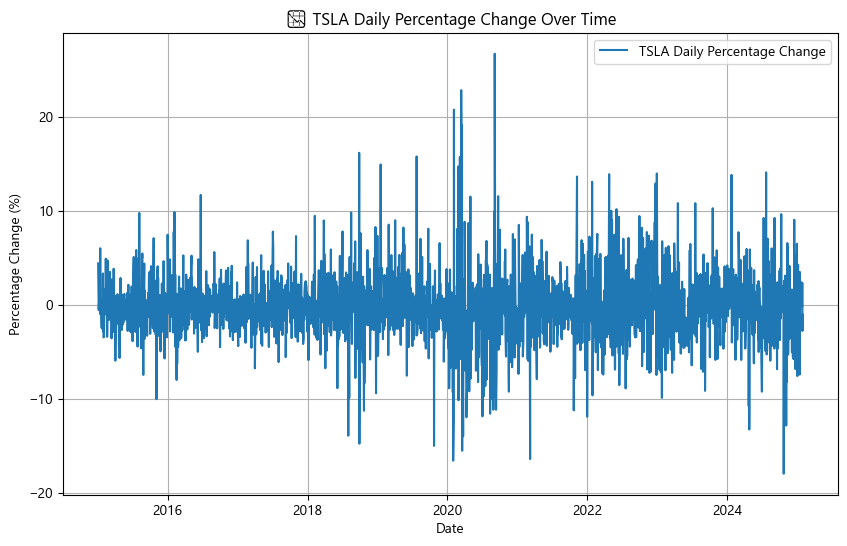 TSLA Daily Percentage Change Over Time
TSLA Daily Percentage Change
Percentage Change (%)
20
10
0
−10
−20
2016
2018
2020
2022
2024
Date